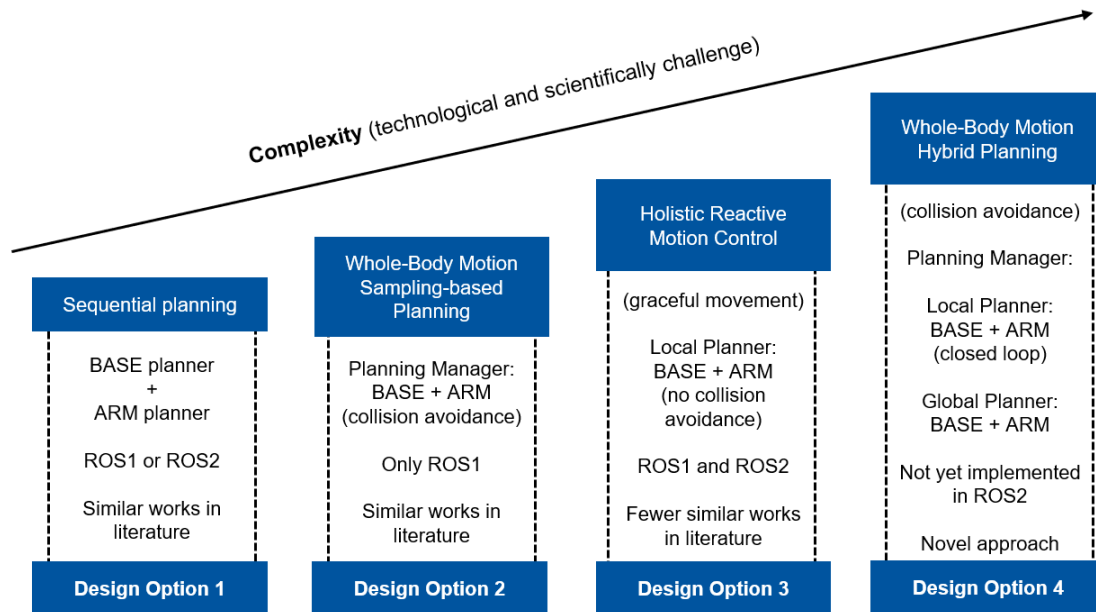 Complexity (technological and scientifically challenge)
Sequential planning
BASE planner
+
ARM planner
ROS1 or ROS2
Similar works in
literature
Design Option 1
Whole-Body Motion
Sampling-based
Planning
Planning Manager:
BASE + ARM
(collision avoidance)
Only ROS1
Similar works in
literature
Design Option 2
Holistic Reactive
Motion Control
(graceful movement)
Local Planner:
BASE + ARM
(no collision
avoidance)
ROS1 and ROS2
Fewer similar works
in literature
Design Option 3
Whole-Body Motion
Hybrid Planning
(collision avoidance)
Planning Manager:
Local Planner:
BASE + ARM
(closed loop)
Global Planner:
BASE + ARM
Not yet implemented
in ROS2
Novel approach
Design Option 4